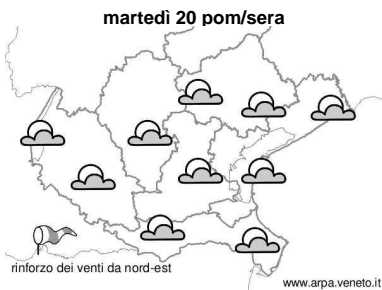 martedì 20 pom/sera
rinforzo dei venti da nord-est
www.arpa.veneto.it